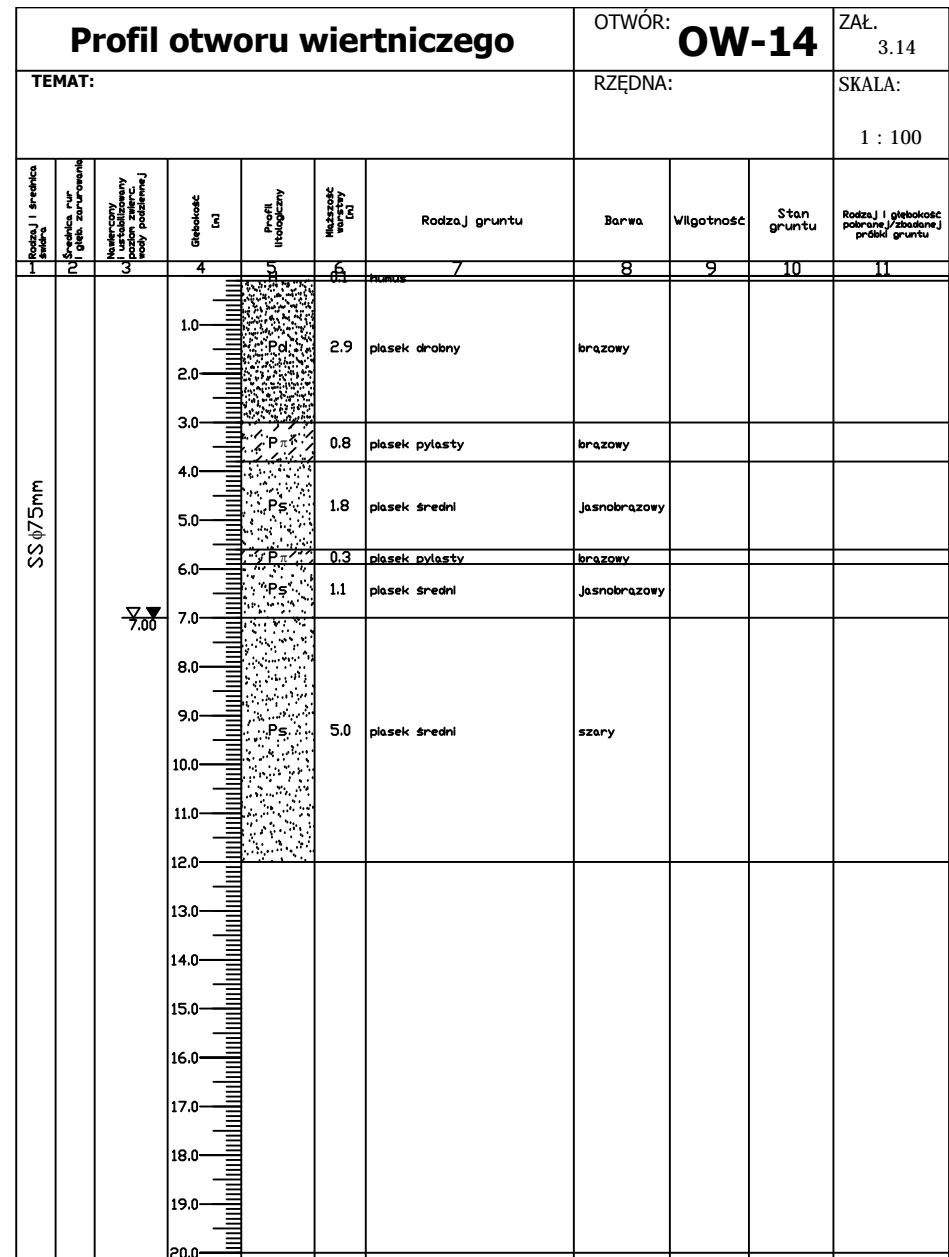 Profil otworu wiertniczego
OTWÓR: OW-14
ZAŁ.
3.14
TEMAT:
RZĘDNA:
SKALA:
1 : 100
Rodzaj i średnica
świdra
Średnica rur
i głęb. zarurowania
Nawiercony
i ustabilizowany
poziom zwierc.
wody podziemnej
Głębokość
[m]
Profil
litologiczny
Miąższość
warstwy
[m]
Rodzaj gruntu
Barwa
Wilgotność
Stan
gruntu
Rodzaj i głębokość
pobranej/zbadanej
próbki gruntu
1 2 3 4 5 6 7 8 9 10 11
0.1 humus
1.0
Pd 2.9 piasek drobny brązowy
2.0
3.0
Pπ 0.8 piasek pylasty brązowy
4.0
Ps 1.8 piasek średni jasnobrązowy
5.0
SSϕ75mm
Pπ 0.3 piasek pylasty brązowy
6.0
Ps 1.1 piasek średni jasnobrązowy
7.00
7.0
8.0
9.0
Ps 5.0 piasek średni szary
10.0
11.0
12.0
13.0
14.0
15.0
16.0
17.0
18.0
19.0
20.0